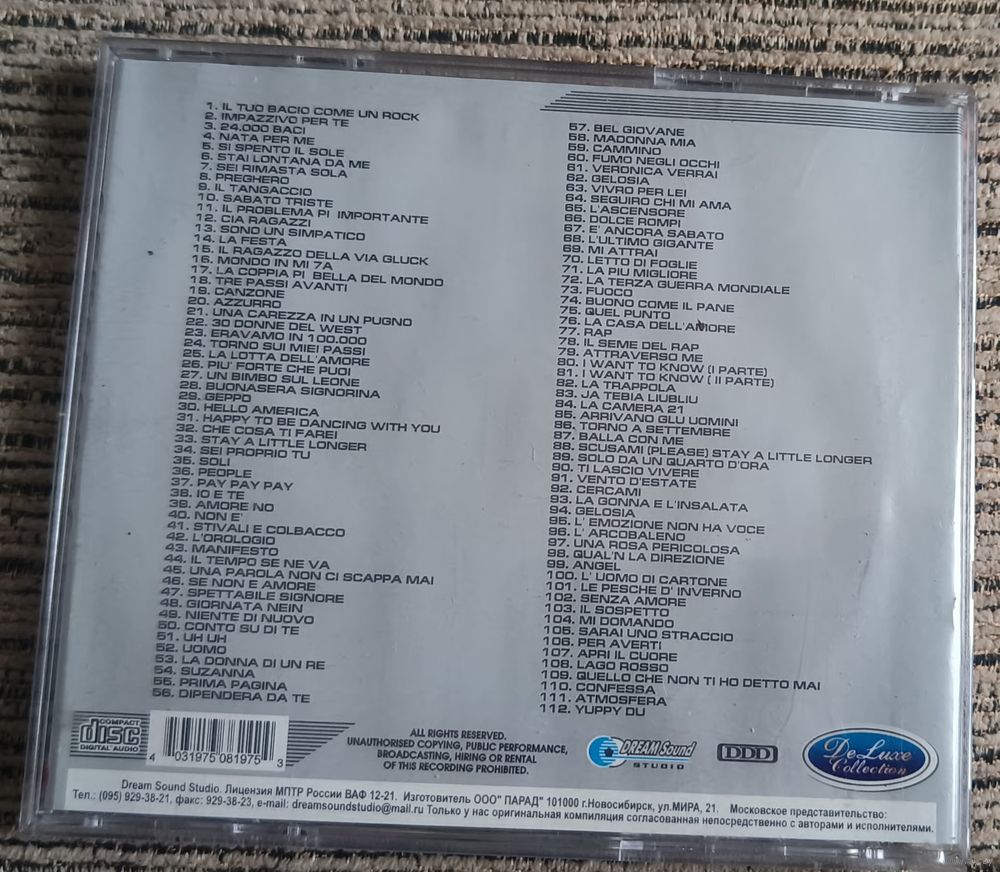 1. IL TUO BACIO COME UN ROCK
2. IMPAZZIVO PER TE
3. 24.000 BACI
4. NATA PER ME
5. SI SPENTO IL SOLE
6. STAI LONTANA DA ME
7. SEI RIMASTA SOLA
8. PREGHERO
9. IL TANGACCIO
10. SABATO TRISTE
11. IL PROBLEMA PI IMPORTANTE
12. CIA RAGAZZI
13. SONO UN SIMPATICO
14. LA FESTA
15. IL RAGAZZO DELLA VIA GLUCK
16. MONDO IN MI 7A
17. LA COPPIA PI BELLA DEL MONDO
18. TRE PASSI AVANTI
19. CANZONE
20. AZZURRO
21. UNA CAREZZA IN UN PUGNO
22. 30 DONNE DEL WEST
23. ERAVAMO IN 100.000
24. TORNO SUI MIEI PASSI
25. LA LOTTA DELL'AMORE
26. PIU' FORTE CHE PUOI
27. UN BIMBO SUL LEONE
28. BUONASERA SIGNORINA
29. GEPPO
30. HELLO AMERICA
31. HAPPY TO BE DANCING WITH YOU
32. CHE COSA TI FAREI
33. STAY A LITTLE LONGER
34. SEI PROPRIO TU
35. SOLI
36. PEOPLE
37. PAY PAY PAY
38. IO E TE
39. AMORE NO
40. NON E'
41. STIVALI E COLBACCO
42. L'OROLOGIO
43. MANIFESTO
44. IL TEMPO SE NE VA
45. UNA PAROLA NON CI SCAPPA MAI
46. SE NON E AMORE
47. SPETTABILE SIGNORE
48. GIORNATA NEIN
49. NIENTE DI NUOVO
50. CONTO SU DI TE
51. UH UH
52. UOMO
53. LA DONNA DI UN RE
54. SUZANNA
55. PRIMA PAGINA
56. DIPENDERA DA TE
57. BEL GIOVANE
58. MADONNA MIA
59. CAMMINO
60. FUMO NEGLI OCCHI
61. VERONICA VERRAI
62. GELOSIA
63. VIVRO PER LEI
64. SEGUIRO CHI MI AMA
65. L'ASCENSORE
66. DOLCE ROMPI
67. E' ANCORA SABATO
68. L'ULTIMO GIGANTE
69. MI ATTRAI
70. LETTO DI FOGLIE
71. LA PIU MIGLIORE
72. LA TERZA GUERRA MONDIALE
73. FUOCO
74. BUONO COME IL PANE
75. QUEL PUNTO
76. LA CASA DELL'AMORE
77. RAP
78. IL SEME DEL RAP
79. ATTRAVERSO ME
80. I WANT TO KNOW (I PARTE)
81. I WANT TO KNOW ( II PARTE)
82. LA TRAPPOLA
83. JA TEBIA LIUBLIU
84. LA CAMERA 21
85. ARRIVANO GLU UOMINI
86. TORNO A SETTEMBRE
87. BALLA CON ME
88. SCUSAMI (PLEASE) STAY A LITTLE LONGER
89. SOLO DA UN QUARTO D'ORA
90. TI LASCIO VIVERE
91. VENTO D'ESTATE
92. CERCAMI
93. LA GONNA E L'INSALATA
94. GELOSIA
95. L' EMOZIONE NON HA VOCE
96. L' ARCOBALENO
97. UNA ROSA PERICOLOSA
98. QUAL'N LA DIREZIONE
99. ANGEL
100. L' UOMO DI CARTONE
101. LE PESCHE D' INVERNO
102. SENZA AMORE
103. IL SOSPETTO
104. MI DOMANDO
105. SARAI UNO STRACCIO
106. PER AVERTI
107. APRI IL CUORE
108. LAGO ROSSO
109. QUELLO CHE NON TI HO DETTO MAI
110. CONFESSA
111. ATMOSFERA
112. YUPPY DU
COMPACT
disc
DIGITAL AUDIO
4 031975 081975 3
ALL RIGHTS RESERVED.
UNAUTHORISED COPYING, PUBLIC PERFORMANCE,
BROADCASTING, HIRING OR RENTAL
OF THIS RECORDING PROHIBITED.
DREAM Sound
STUDIO
DDD
De Luxe
Collection
Dream Sound Studio. Лицензия МПТР России ВАФ 12-21. Изготовитель ООО" ПАРАД" 101000 г.Новосибирск, ул.МИРА, 21. Московское представительство:
Тел.: (095) 929-38-21, факс: 929-38-23, e-mail: dreamsoundstudio@mail.ru Только у нас оригинальная компиляция согласованная непосредственно с авторами и исполнителями.